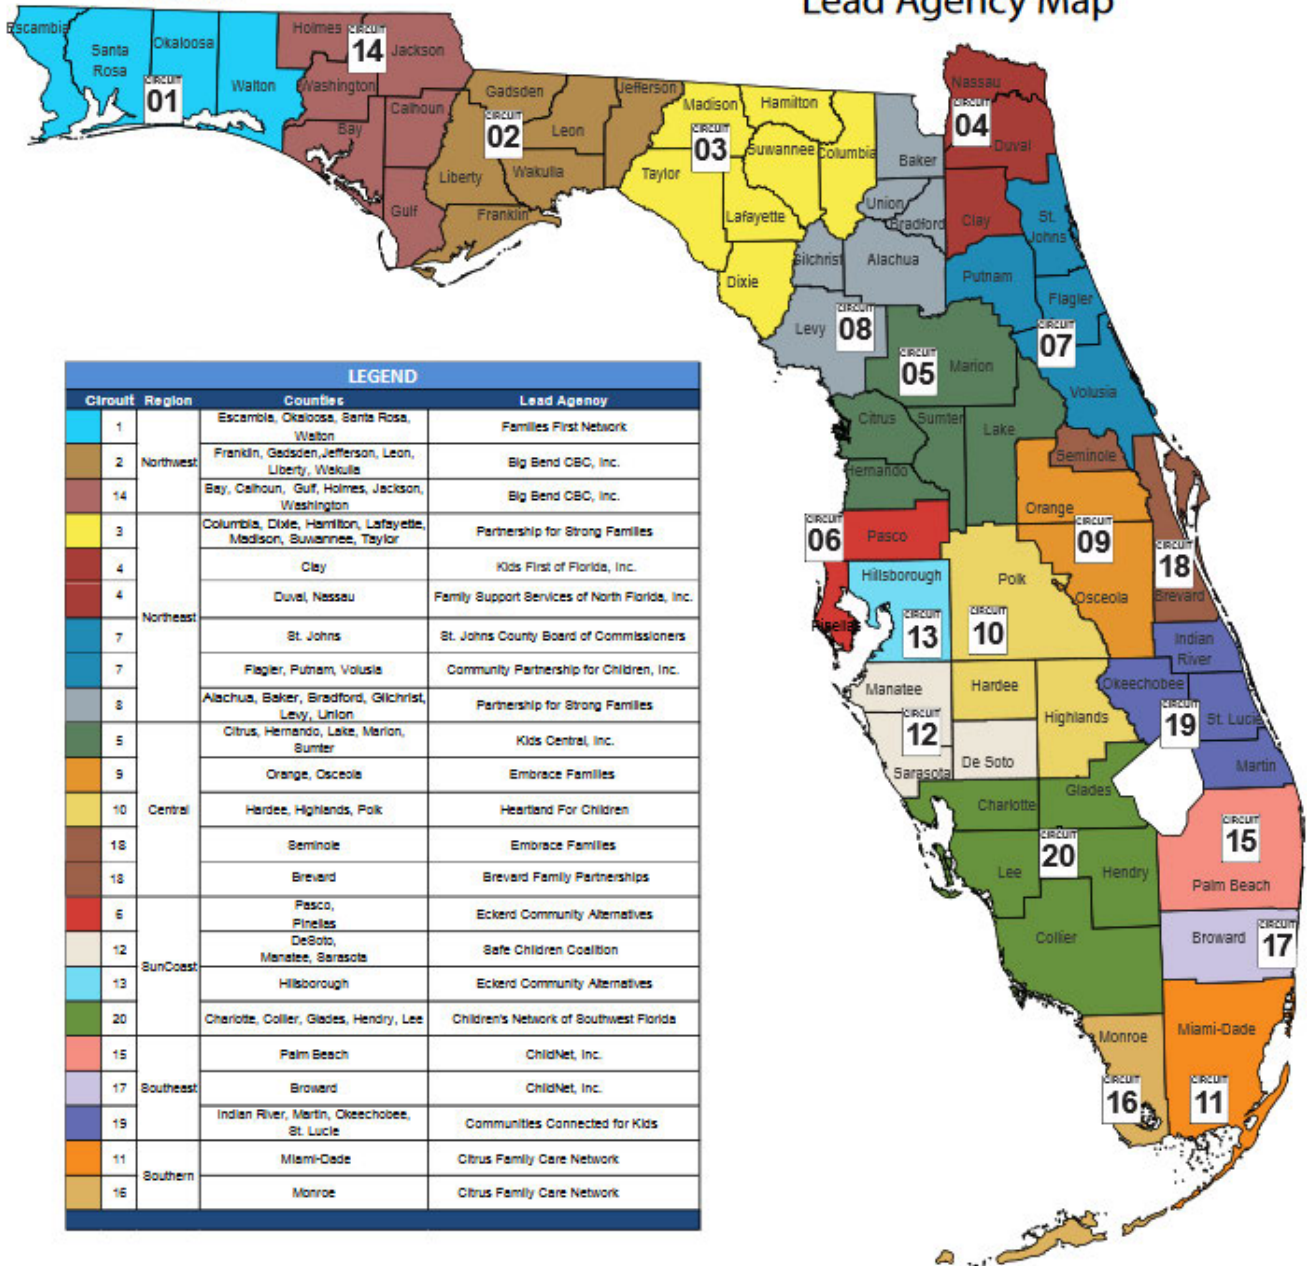 Lead Agency Map
Escambia
Santa
Rosa
Okaloosa
Walton
CIRCUIT
01
Holmes
CIRCUIT
14
Jackson
Washington
Calhoun
Bay
Gulf
Gadsden
CIRCUIT
02
Leon
Jefferson
Liberty
Wakulla
Franklin
Madison
Hamilton
CIRCUIT
03
Suwannee
Columbia
Taylor
Lafayette
Dixie
Nassau
CIRCUIT
04
Duval
Clay
Baker
Union
Bradford
Gilchrist
Alachua
Levy
CIRCUIT
08
St.
Johns
Putnam
Flagler
CIRCUIT
07
Volusia
CIRCUIT
05
Marion
Citrus
Sumter
Lake
Hernando
Seminole
Orange
CIRCUIT
09
Osceola
CIRCUIT
18
Brevard
CIRCUIT
06
Pasco
Pinellas
Hillsborough
CIRCUIT
13
Polk
CIRCUIT
10
Hardee
Highlands
Manatee
CIRCUIT
12
Sarasota
De Soto
Indian
River
Okeechobee
CIRCUIT
19
St. Lucie
Martin
Charlotte
Glades
CIRCUIT
20
Lee
Hendry
Collier
CIRCUIT
15
Palm Beach
Broward
CIRCUIT
17
Monroe
CIRCUIT
16
Miami-Dade
CIRCUIT
11
LEGEND
Circuit Region Counties Lead Agency
1 Escambia, Okaloosa, Santa Rosa,
Walton Families First Network
Northwest
2 Franklin, Gadsden,Jefferson, Leon,
Liberty, Wakulla Big Bend CBC, Inc.
14 Bay, Calhoun, Gulf, Holmes, Jackson,
Washington Big Bend CBC, Inc.
3 Columbia, Dixie, Hamilton, Lafayette,
Madison, Suwannee, Taylor Partnership for Strong Families
4 Clay Kids First of Florida, Inc.
Northeast
4 Duval, Nassau Family Support Services of North Florida, Inc.
7 St. Johns St. Johns County Board of Commissioners
7 Flagler, Putnam, Volusia Community Partnership for Children, Inc.
8 Alachua, Baker, Bradford, Gilchrist,
Levy, Union Partnership for Strong Families
5 Citrus, Hernando, Lake, Marion,
Sumter Kids Central, Inc.
9 Orange, Osceola Embrace Families
Central
10 Hardee, Highlands, Polk Heartland For Children
18 Seminole Embrace Families
18 Brevard Brevard Family Partnerships
6 Pasco,
Pinellas Eckerd Community Alternatives
SunCoast
12 DeSoto,
Manatee, Sarasota Safe Children Coalition
13 Hillsborough Eckerd Community Alternatives
20 Charlotte, Collier, Glades, Hendry, Lee Children's Network of Southwest Florida
15 Palm Beach ChildNet, Inc.
Southeast
17 Broward ChildNet, Inc.
19 Indian River, Martin, Okeechobee,
St. Lucie Communities Connected for Kids
Southern
11 Miami-Dade Citrus Family Care Network
16 Monroe Citrus Family Care Network